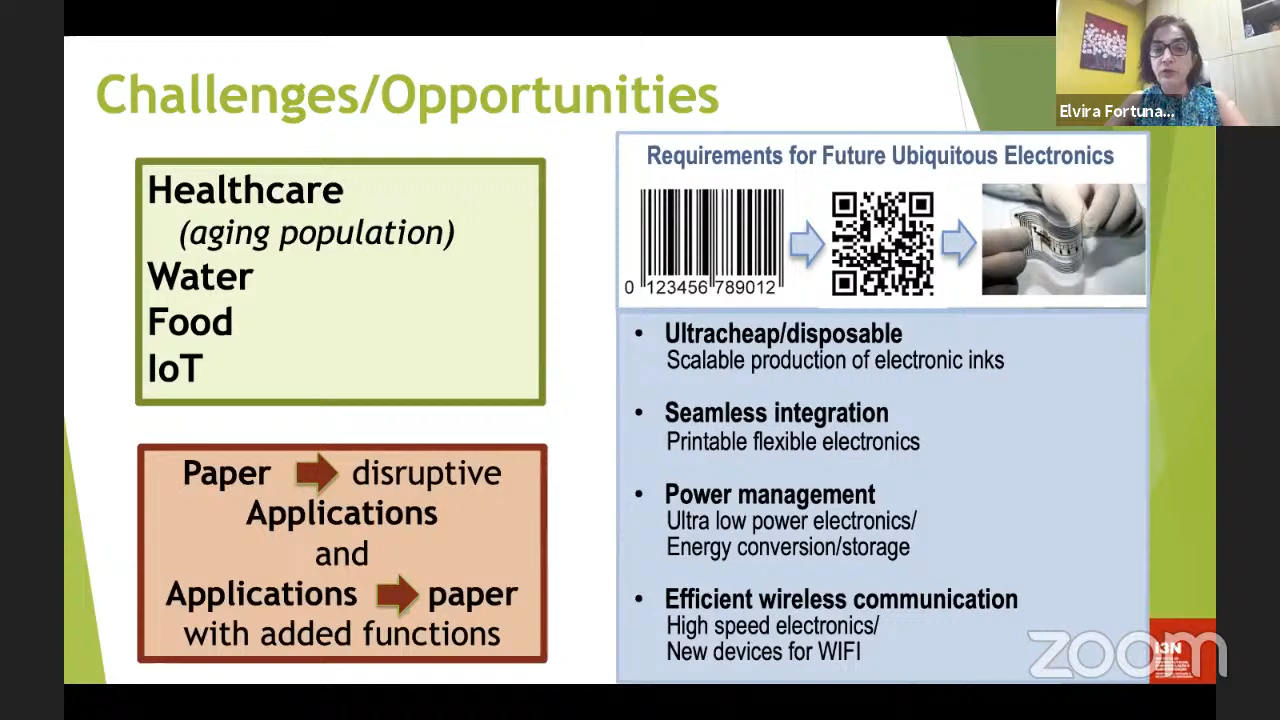 Challenges/Opportunities
Elvira Fortuna...
Healthcare
(aging population)
Water
Food
IoT
Paper disruptive
Applications
and
Applications paper
with added functions
Requirements for Future Ubiquitous Electronics
0 123456 789012
• Ultracheap/disposable
Scalable production of electronic inks
• Seamless integration
Printable flexible electronics
• Power management
Ultra low power electronics/
Energy conversion/storage
• Efficient wireless communication
High speed electronics/
New devices for WIFI
zoom
I3N